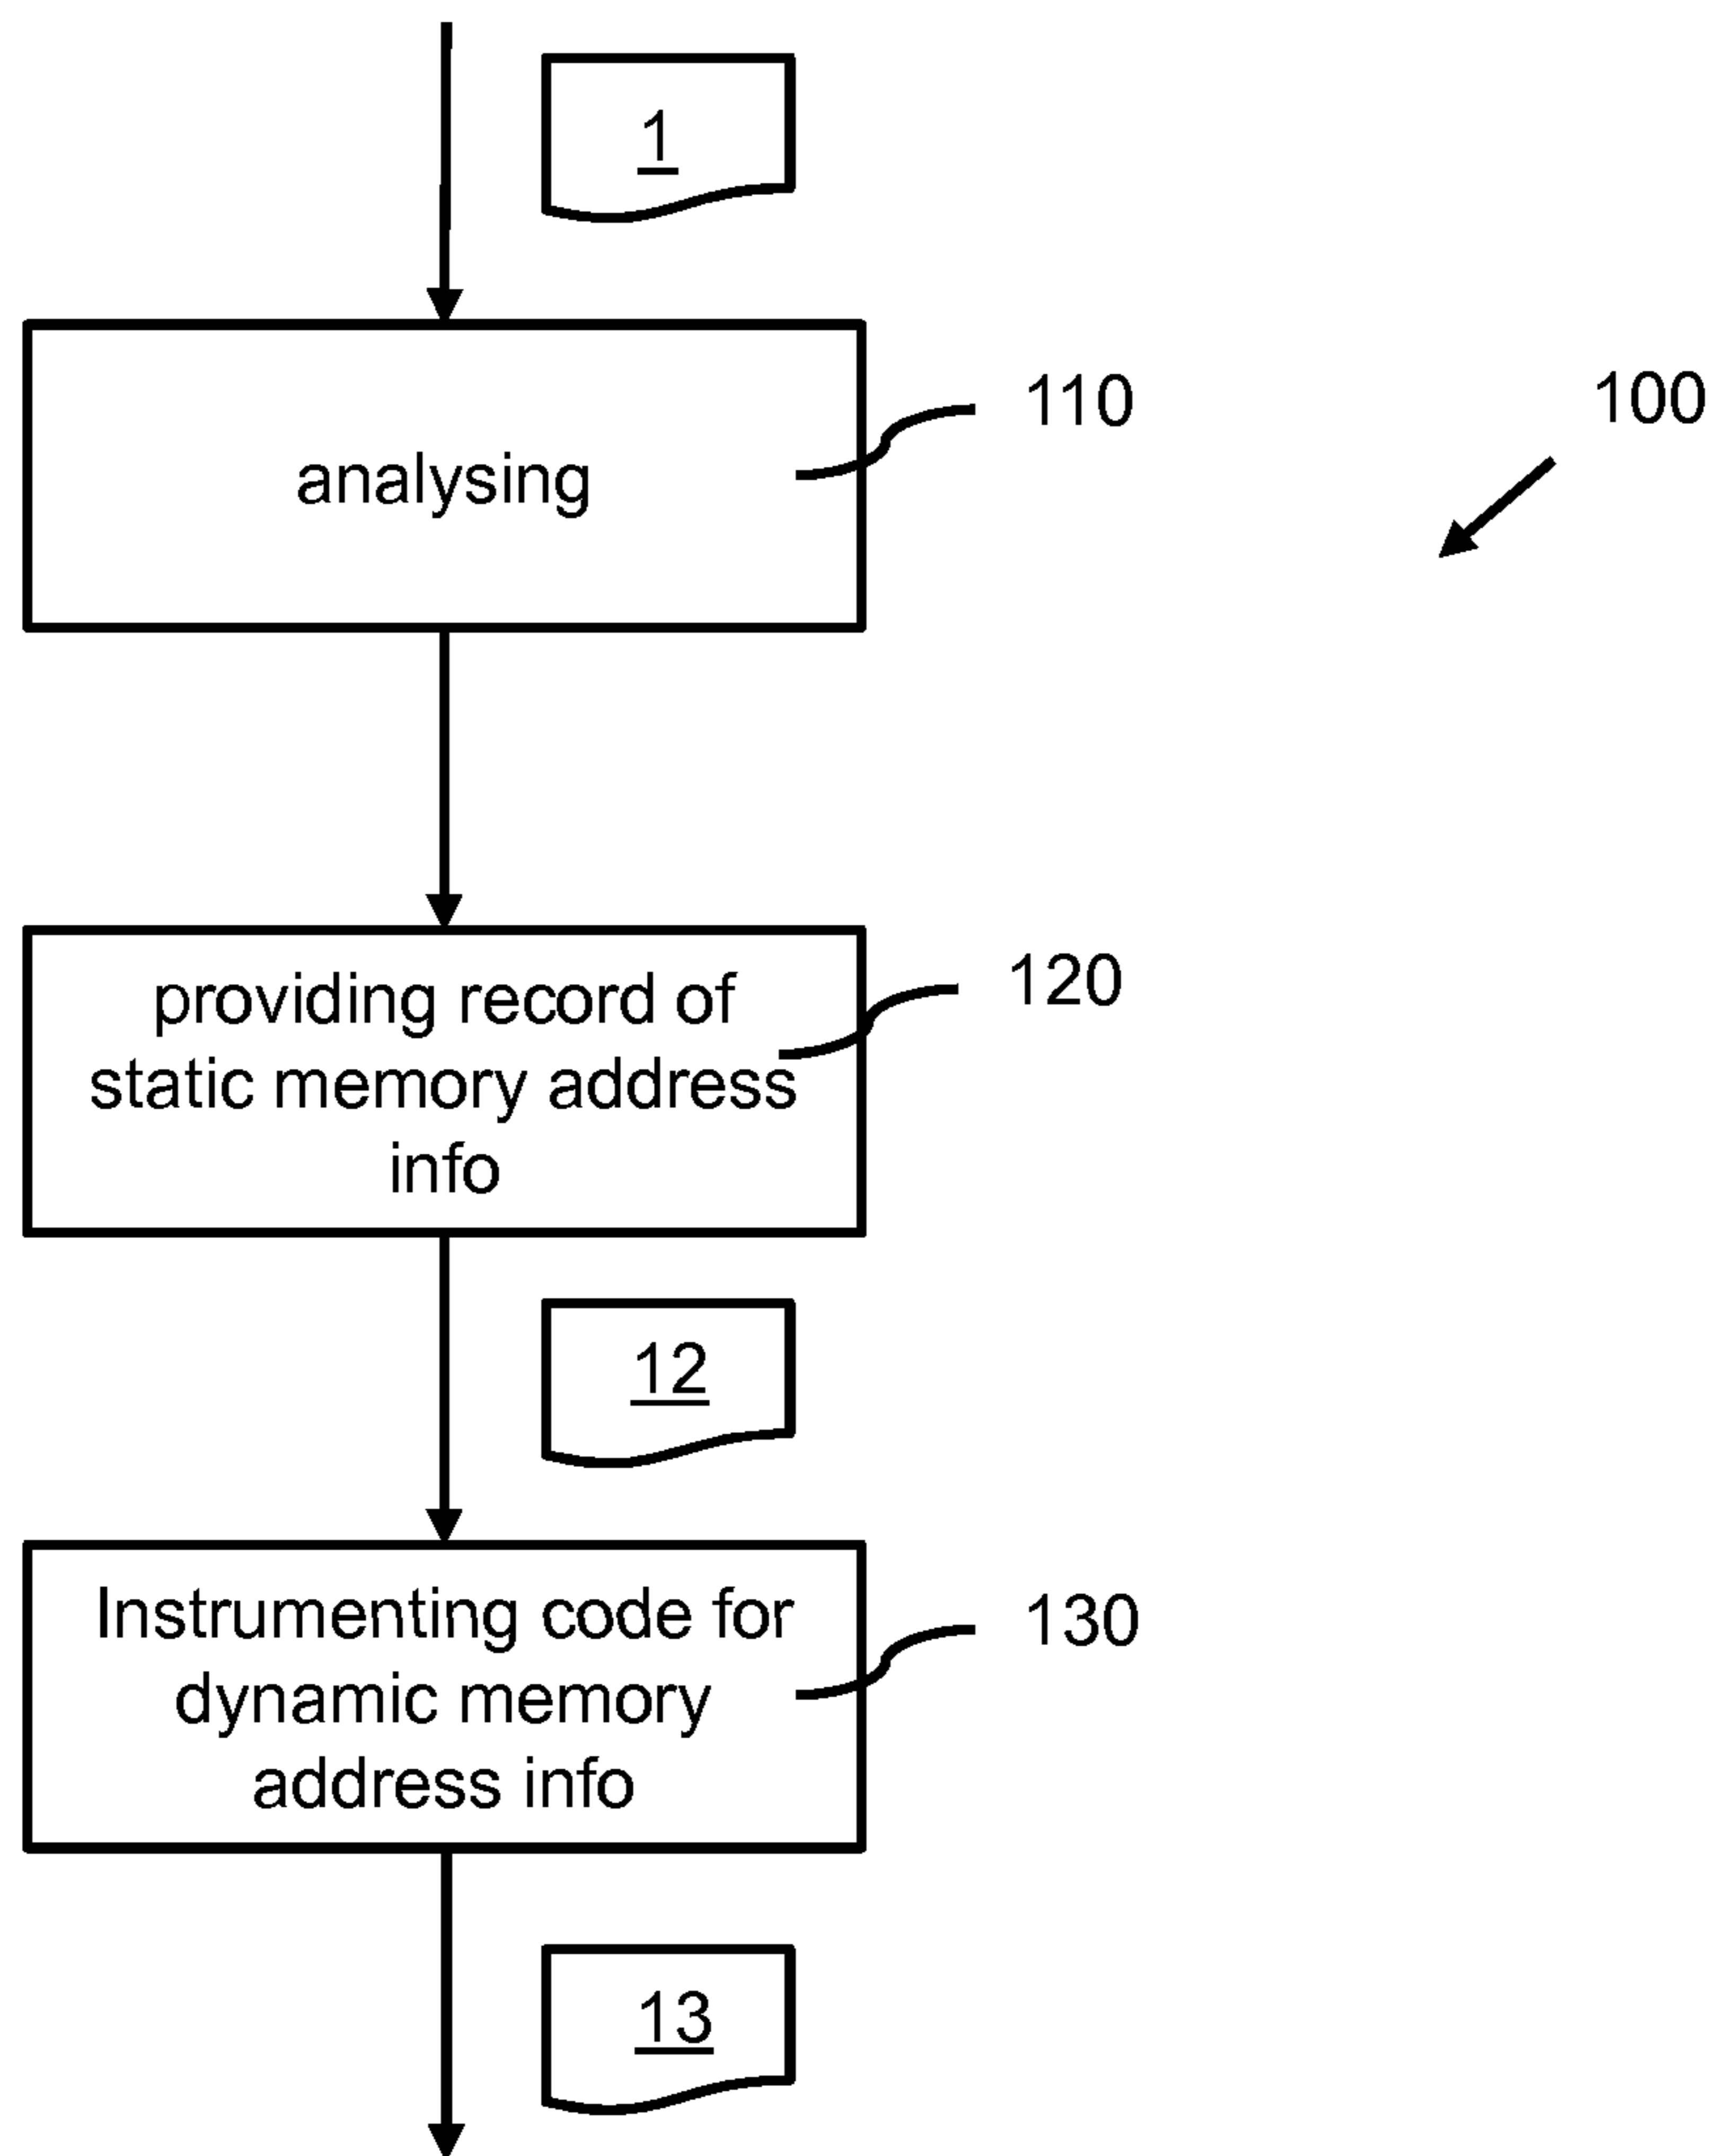 1
analysing
110
100
providing record of
static memory address
info
120
12
Instrumenting code for
dynamic memory
address info
130
13